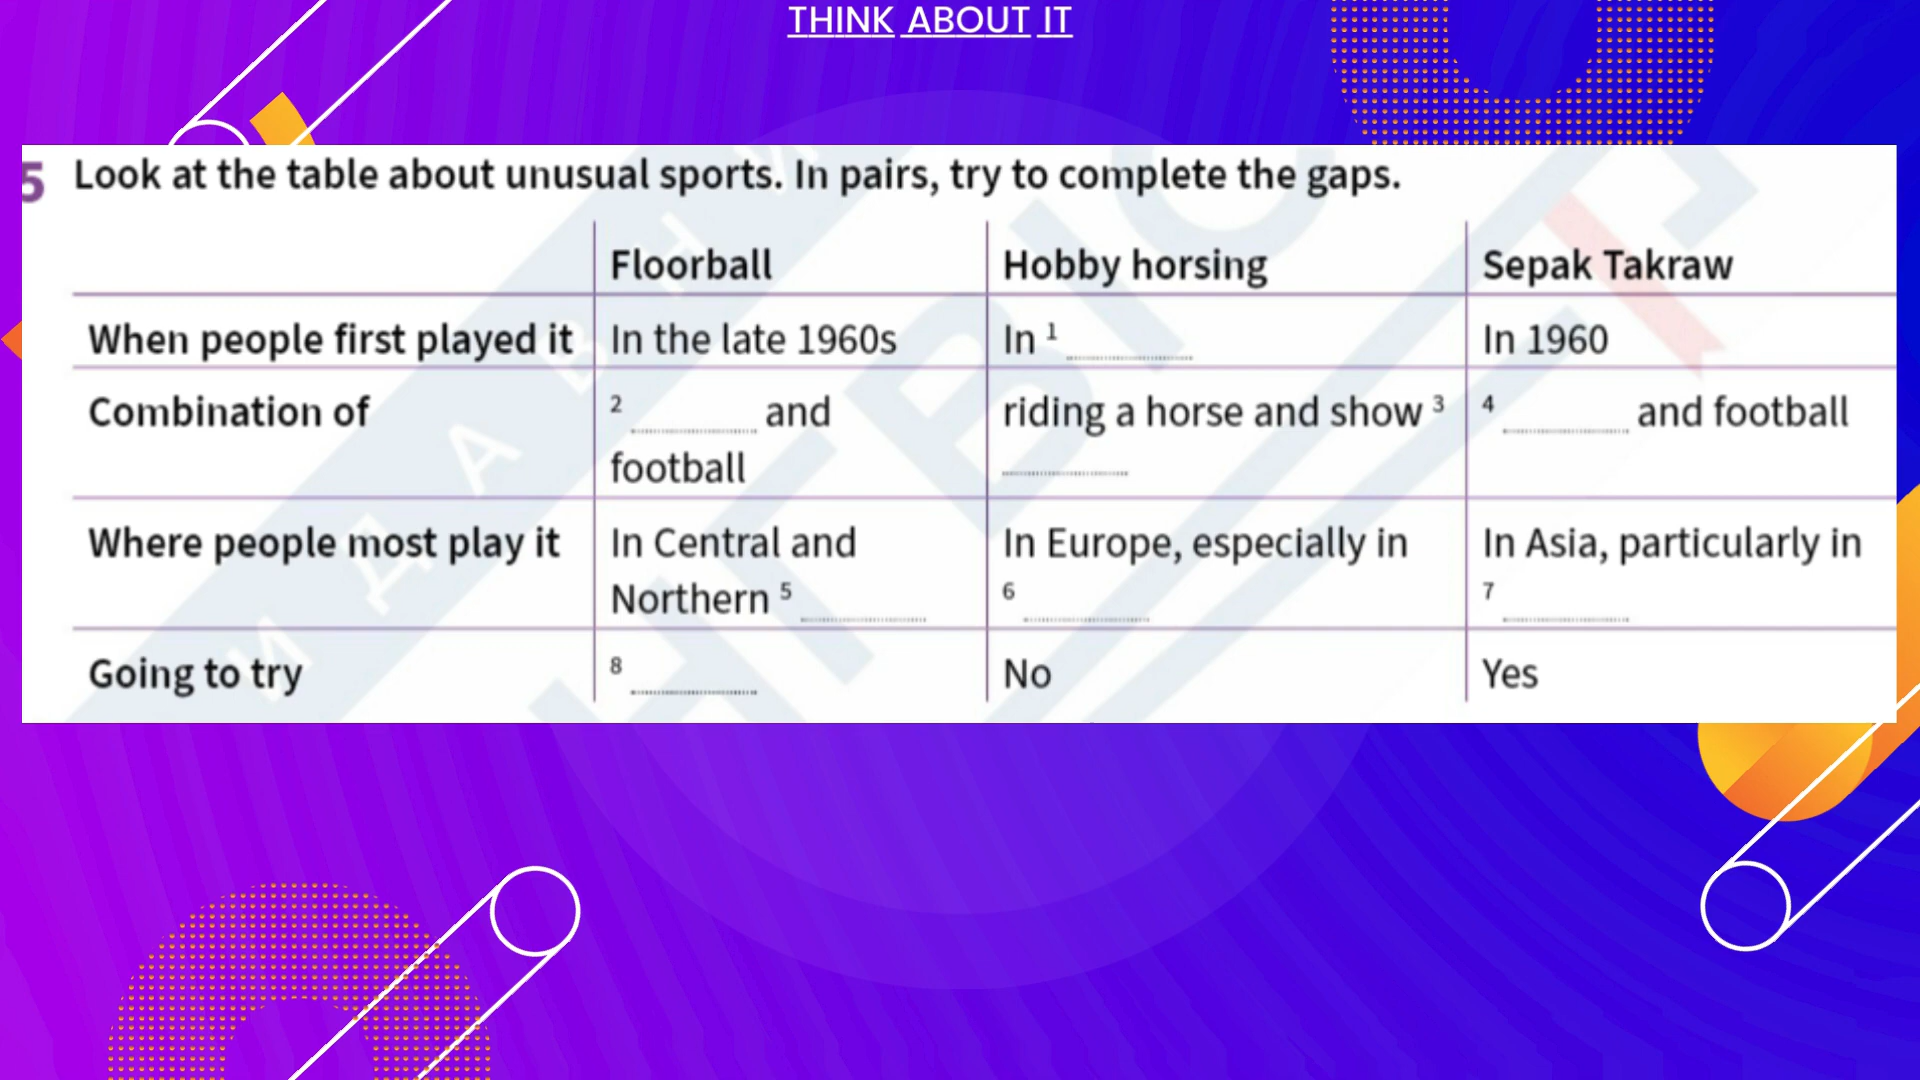 THINK ABOUT IT
5 Look at the table about unusual sports. In pairs, try to complete the gaps.
Floorball Hobby horsing Sepak Takraw
When people first played it In the late 1960s In 1 ............ In 1960
Combination of 2 ............ and riding a horse and show 3 4 ............ and football
football ............
Where people most play it In Central and In Europe, especially in In Asia, particularly in
Northern 5 ............ 6 ............ 7 ............
Going to try 8 ............ No Yes